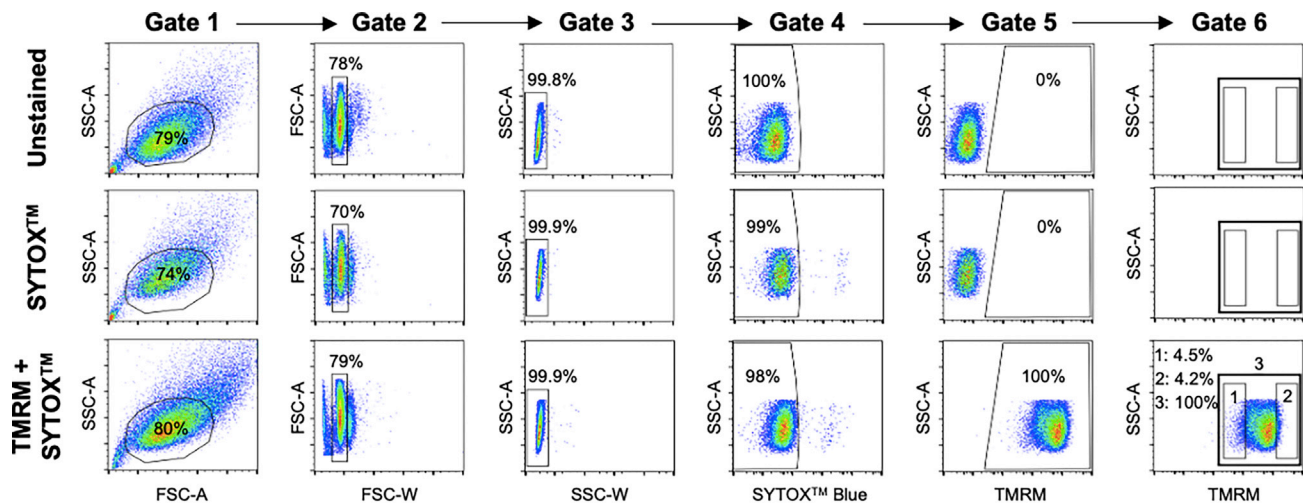 Gate 1 Gate 2 Gate 3 Gate 4 Gate 5 Gate 6
Unstained
SSC-A 79%
FSC-A 78%
SSC-A 99.8%
SSC-A 100%
SSC-A 0%
SSC-A
SYTOX™
SSC-A 74%
FSC-A 70%
SSC-A 99.9%
SSC-A 99%
SSC-A 0%
SSC-A
TMRM +
SYTOX™
SSC-A 80%
FSC-A 79%
SSC-A 99.9%
SSC-A 98%
SSC-A 100%
SSC-A
1: 4.5% 3
2: 4.2%
3: 100% 1 2
FSC-A FSC-W SSC-W SYTOX™ Blue TMRM TMRM